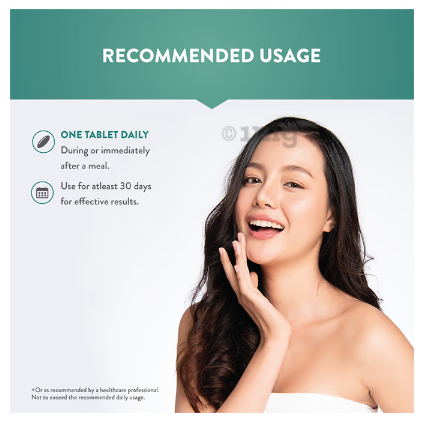 RECOMMENDED USAGE
ONE TABLET DAILY
During or immediately
after a meal.
Use for atleast 30 days
for effective results.
*Or as recommended by a healthcare professional.
Not to exceed the recommended daily usage.